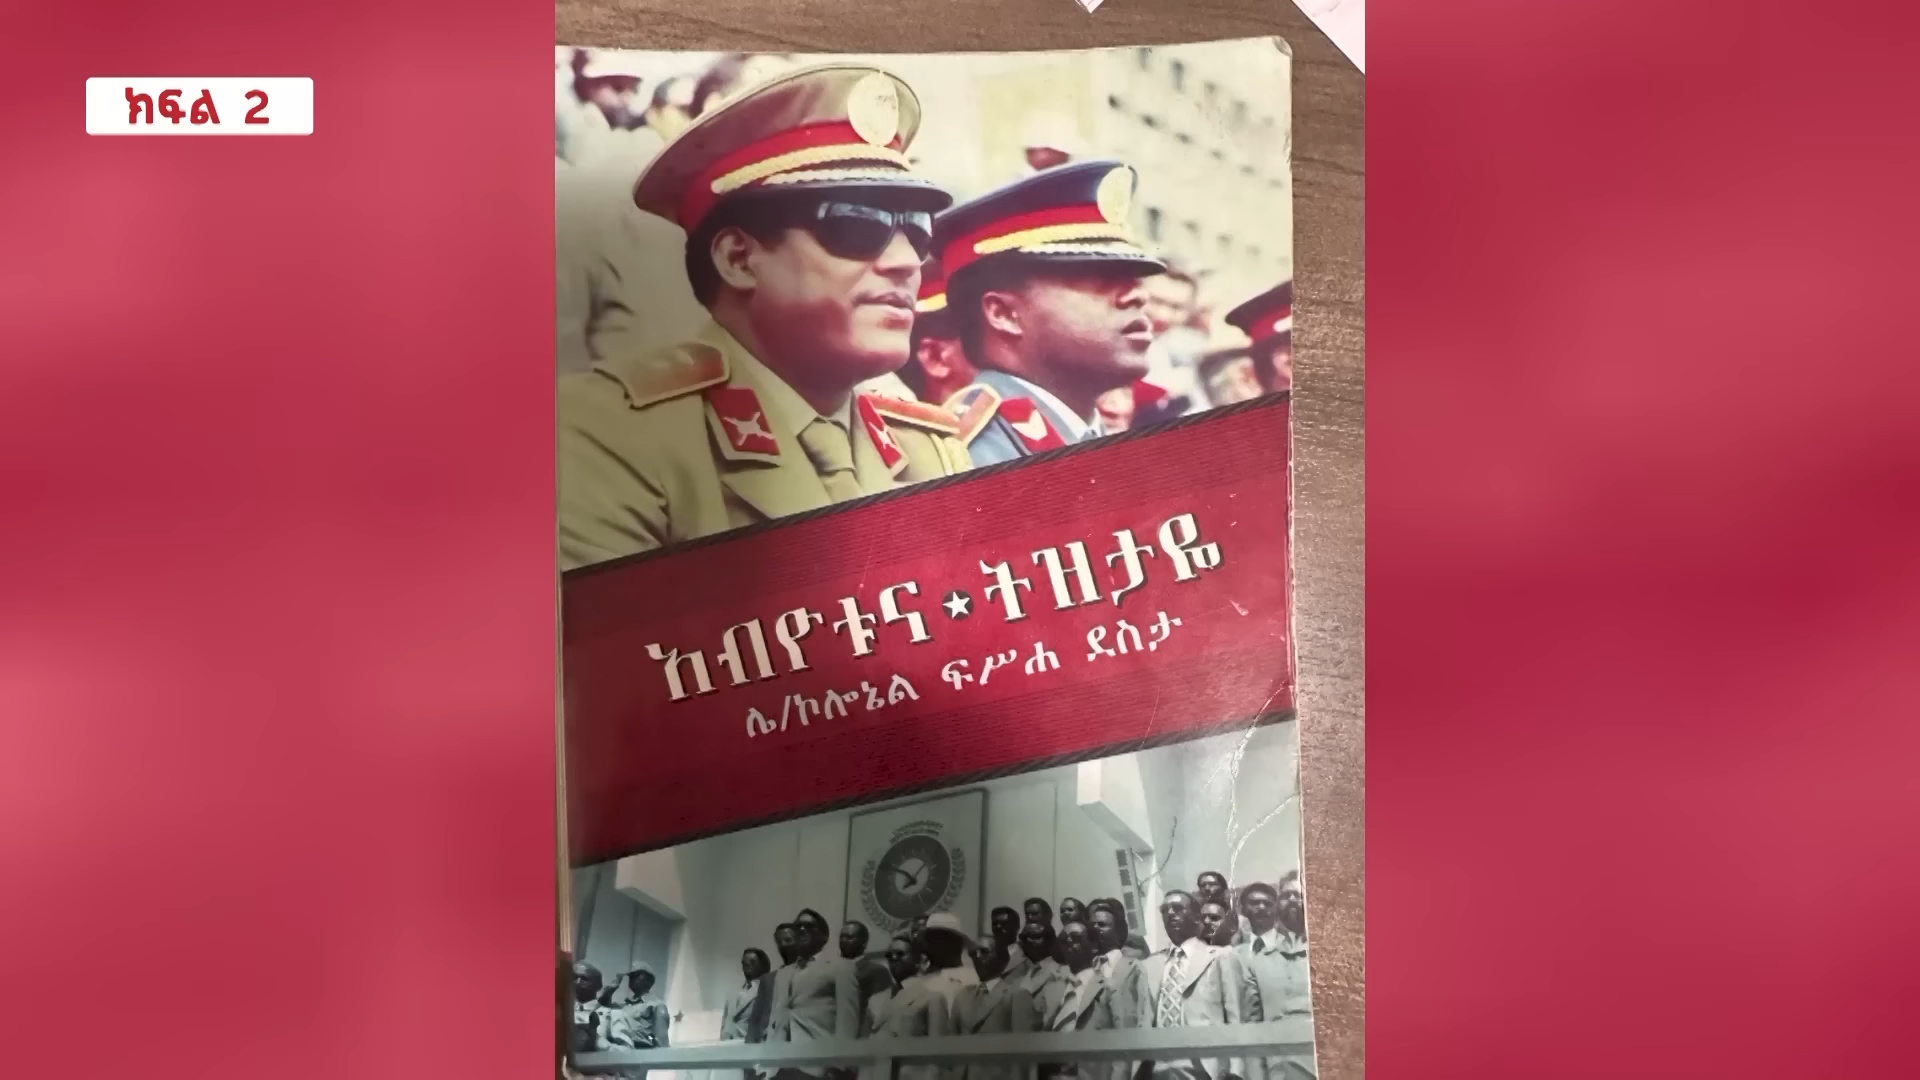 ክፍል 2
አብዮቱና ★ ትዝታዬ
ሌ/ኮሎኔል ፍሥሐ ደስታ